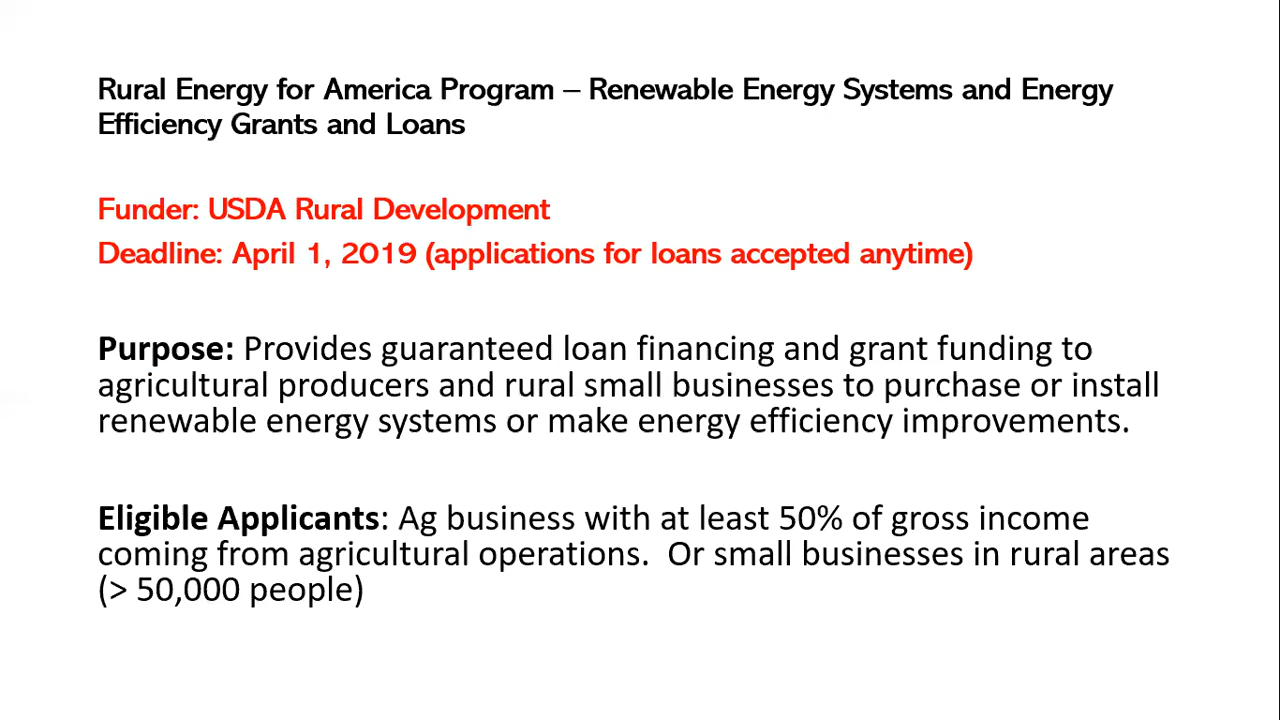 Rural Energy for America Program – Renewable Energy Systems and Energy
Efficiency Grants and Loans
Funder: USDA Rural Development
Deadline: April 1, 2019 (applications for loans accepted anytime)
Purpose: Provides guaranteed loan financing and grant funding to
agricultural producers and rural small businesses to purchase or install
renewable energy systems or make energy efficiency improvements.
Eligible Applicants: Ag business with at least 50% of gross income
coming from agricultural operations.  Or small businesses in rural areas
(> 50,000 people)